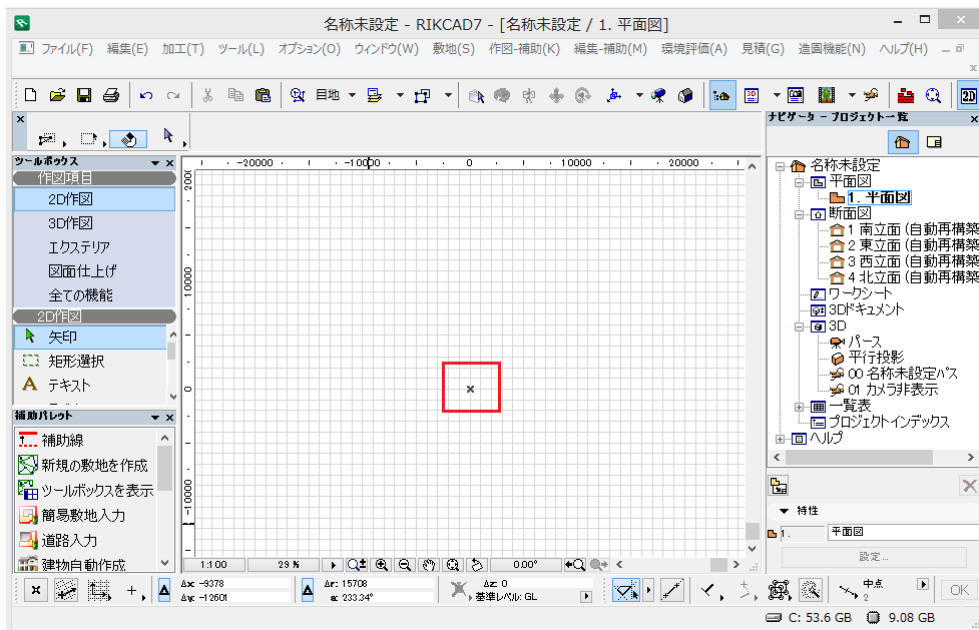 名称未設定 - RIKCAD7 - [名称未設定 / 1. 平面図]
ファイル(F) 編集(E) 加工(T) ツール(L) オプション(O) ウィンドウ(W) 敷地(S) 作図-補助(K) 編集-補助(M) 環境評価(A) 見積(G) 造園機能(N) ヘルプ(H)
目地
2D
ナビゲータ - プロジェクト一覧
ツールボックス
作図項目
2D作図
3D作図
エクステリア
図面仕上げ
全ての機能
2D作図
矢印
矩形選択
テキスト
補助パレット
補助線
新規の敷地を作成
ツールボックスを表示
簡易敷地入力
道路入力
建物自動作成
-20000 -10000 0 10000 20000
10000
0
-10000
名称未設定
平面図
1. 平面図
断面図
1 南立面 (自動再構築
2 東立面 (自動再構築
3 西立面 (自動再構築
4 北立面 (自動再構築
ワークシート
3Dドキュメント
3D
パース
平行投影
00 名称未設定パス
01 カメラ非表示
一覧表
プロジェクトインデックス
ヘルプ
特性
1. 平面図
設定...
1:100 29 % 0.00°
Δx: -9378
Δy: -12601
Δr: 15708
a: 233.34°
Δz: 0
基準レベル: GL
中点
2
OK
C: 53.6 GB 9.08 GB